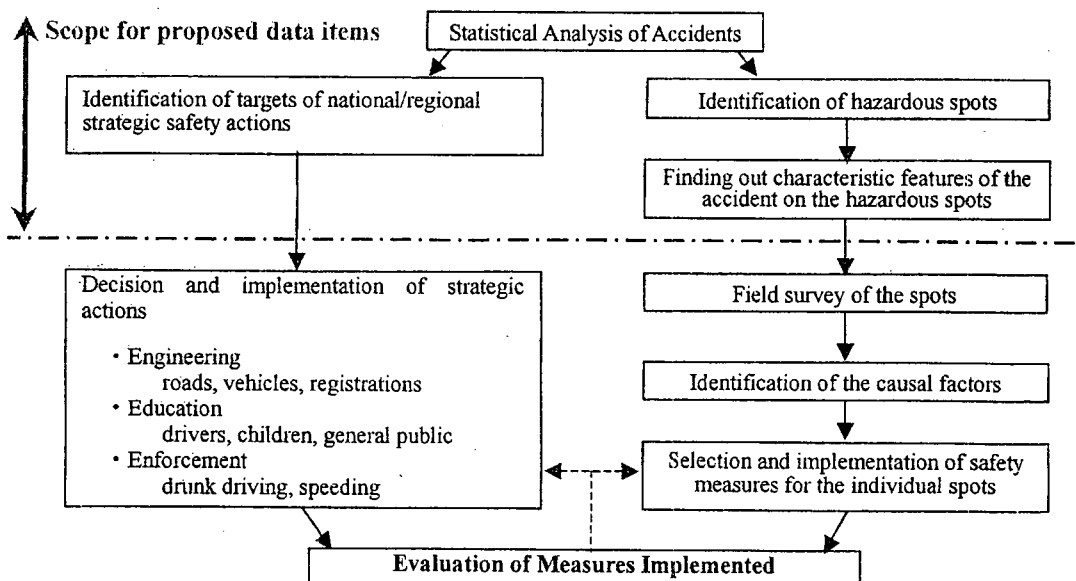 Scope for proposed data items
Statistical Analysis of Accidents
Identification of targets of national/regional
strategic safety actions
Identification of hazardous spots
Finding out characteristic features of the
accident on the hazardous spots
Decision and implementation of strategic
actions
・Engineering
roads, vehicles, registrations
・Education
drivers, children, general public
・Enforcement
drunk driving, speeding
Field survey of the spots
Identification of the causal factors
Selection and implementation of safety
measures for the individual spots
Evaluation of Measures Implemented